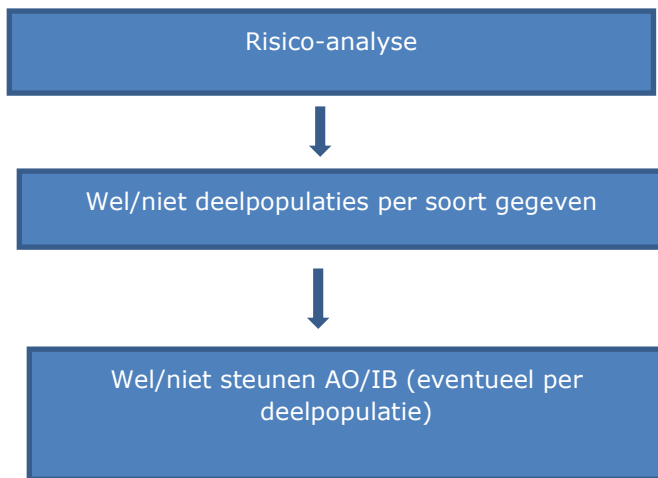 Risico-analyse
Wel/niet deelpopulaties per soort gegeven
Wel/niet steunen AO/IB (eventueel per
deelpopulatie)